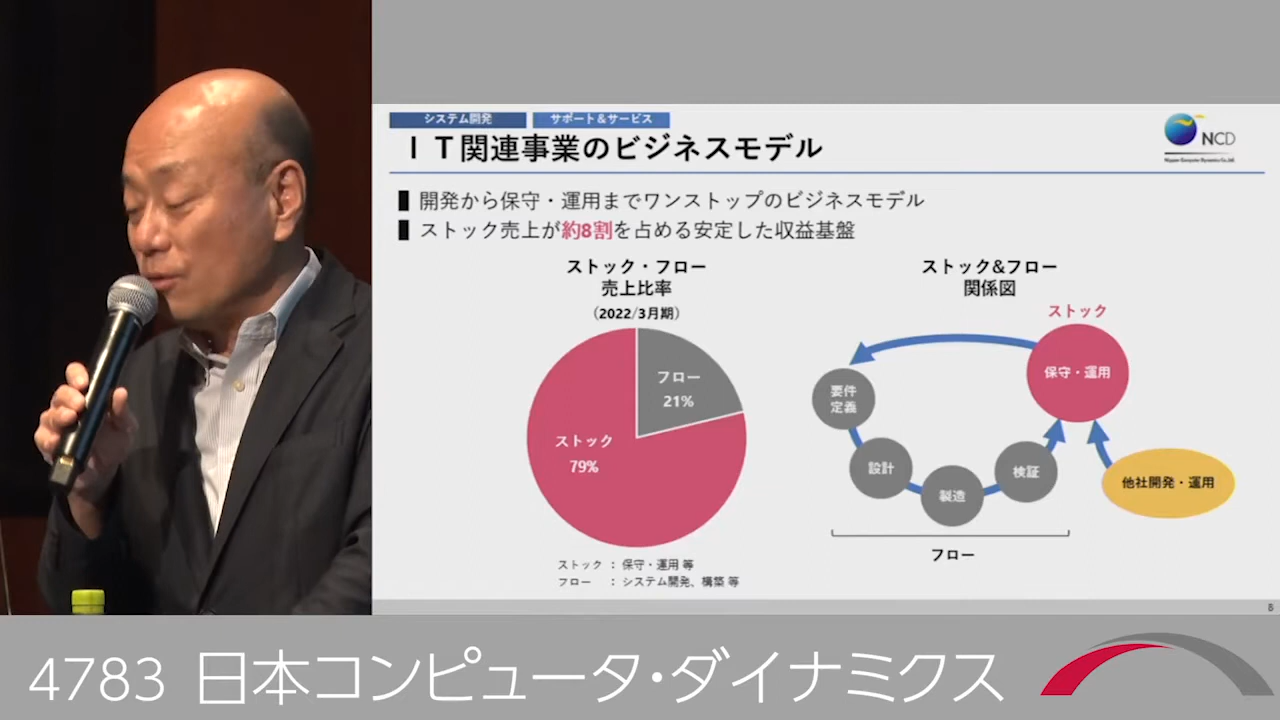 システム開発
サポート&サービス
ＩＴ関連事業のビジネスモデル
NCD
Nippon Computer Dynamics Co.,Ltd.
開発から保守・運用までワンストップのビジネスモデル
ストック売上が約8割を占める安定した収益基盤
ストック・フロー
売上比率
（2022/3月期）
フロー
21%
ストック
79%
ストック ： 保守・運用 等
フロー ： システム開発、構築 等
ストック&フロー
関係図
ストック
保守・運用
要件
定義
設計
製造
検証
他社開発・運用
フロー
8
4783 日本コンピュータ・ダイナミクス